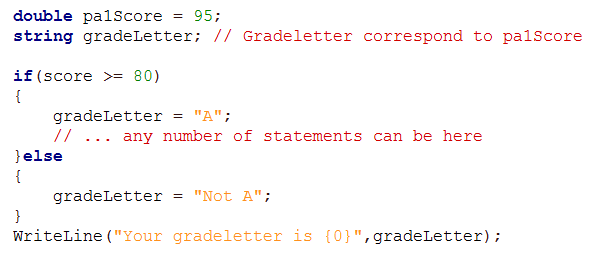 double pa1Score = 95;
string gradeLetter; // Gradeletter correspond to pa1Score
if(score >= 80)
{
gradeLetter = "A";
// ... any number of statements can be here
}else
{
gradeLetter = "Not A";
}
WriteLine("Your gradeletter is {0}",gradeLetter);